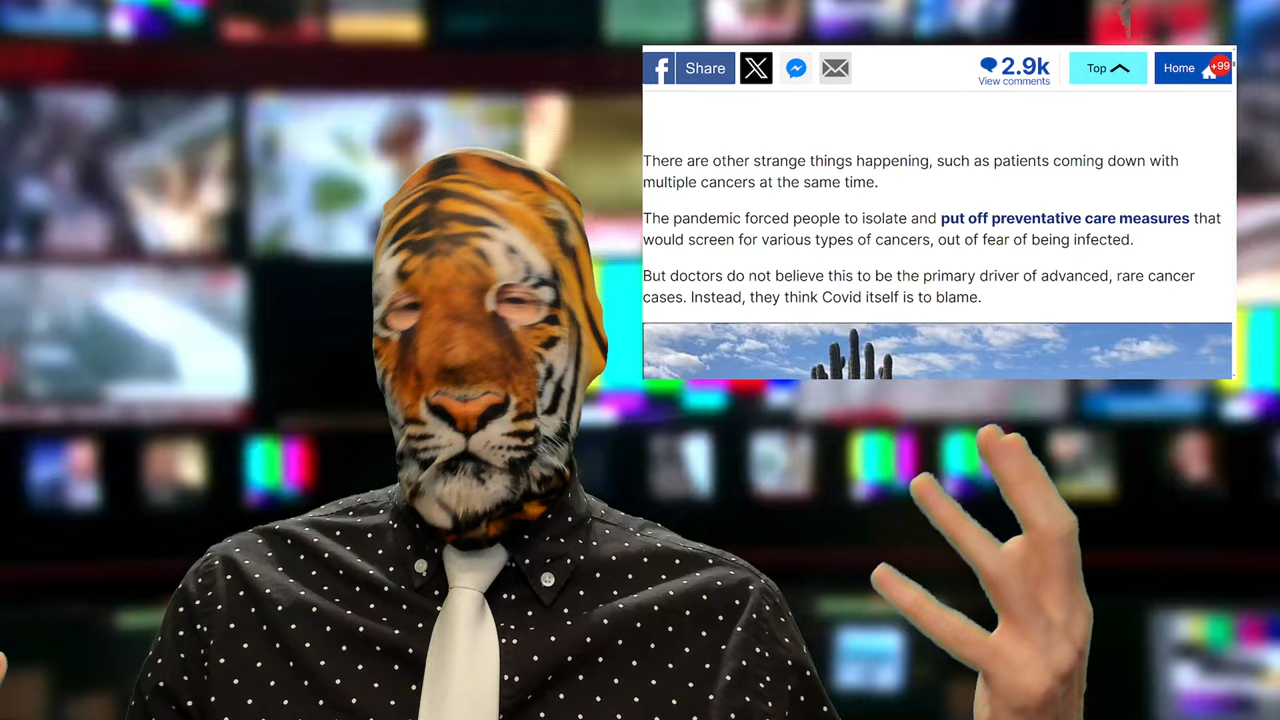 Share
2.9k
View comments
Top
Home
+99
There are other strange things happening, such as patients coming down with
multiple cancers at the same time.
The pandemic forced people to isolate and put off preventative care measures that
would screen for various types of cancers, out of fear of being infected.
But doctors do not believe this to be the primary driver of advanced, rare cancer
cases. Instead, they think Covid itself is to blame.